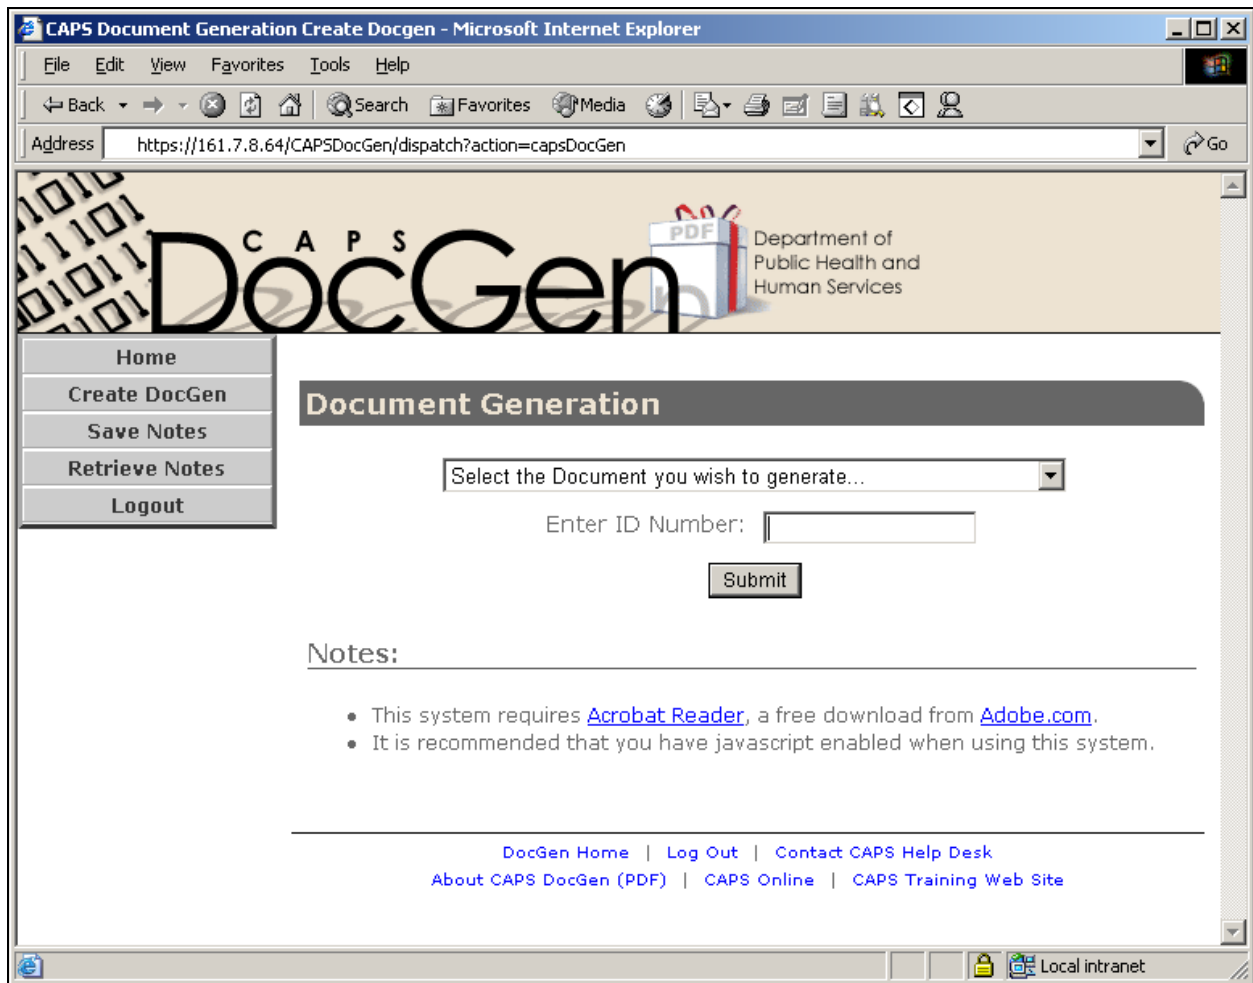 CAPS Document Generation Create Docgen - Microsoft Internet Explorer
File Edit View Favorites Tools Help
Back Search Favorites Media
Address https://161.7.8.64/CAPSDocGen/dispatch?action=capsDocGen Go
CAPS
DocGen
PDF
Department of
Public Health and
Human Services
Home
Create DocGen
Save Notes
Retrieve Notes
Logout
Document Generation
Select the Document you wish to generate...
Enter ID Number:
Submit
Notes:
• This system requires Acrobat Reader, a free download from Adobe.com.
• It is recommended that you have javascript enabled when using this system.
DocGen Home | Log Out | Contact CAPS Help Desk
About CAPS DocGen (PDF) | CAPS Online | CAPS Training Web Site
Local intranet